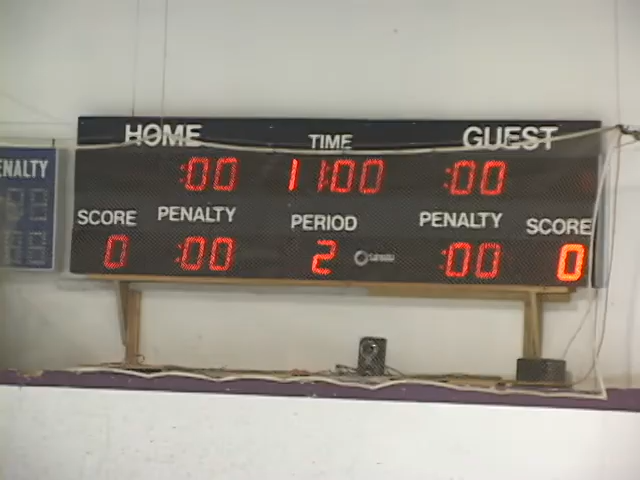 HOME TIME GUEST
:00 11:00 :00
SCORE PENALTY PERIOD PENALTY SCORE
0 :00 2 :00 0
ENALTY